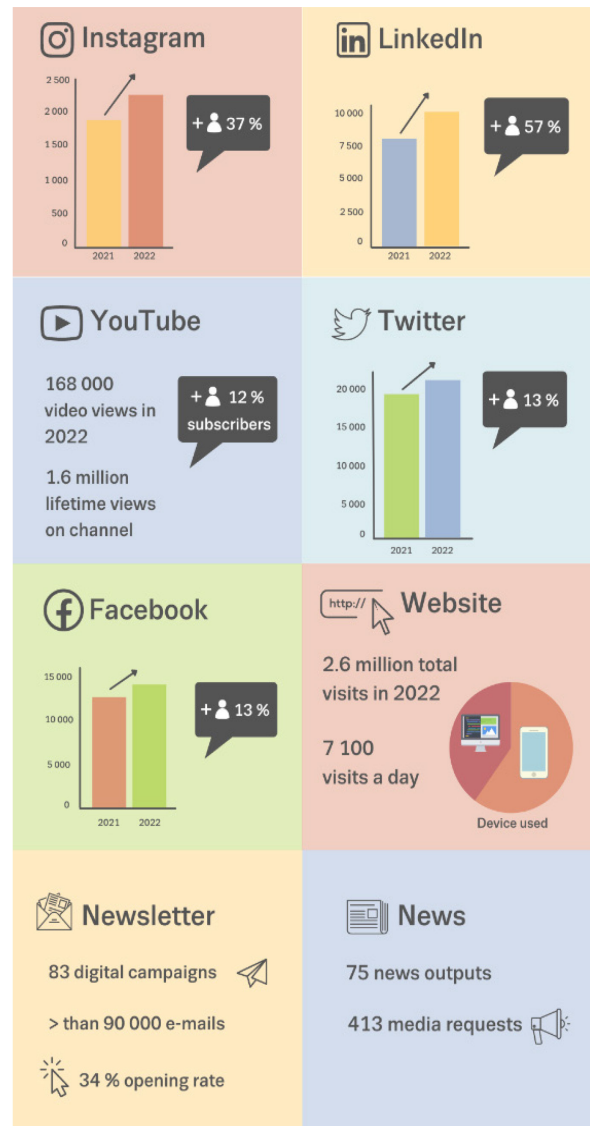 Instagram
2 500
2 000
1 500
1 000
500
0
2021 2022
+ 37 %
LinkedIn
10 000
7 500
5 000
2 500
0
2021 2022
+ 57 %
YouTube
168 000
video views in
2022
1.6 million
lifetime views
on channel
+ 12 %
subscribers
Twitter
20 000
15 000
10 000
5 000
0
2021 2022
+ 13 %
Facebook
15 000
10 000
5 000
0
2021 2022
+ 13 %
http://
Website
2.6 million total
visits in 2022
7 100
visits a day
Device used
Newsletter
83 digital campaigns
> than 90 000 e-mails
34 % opening rate
News
75 news outputs
413 media requests